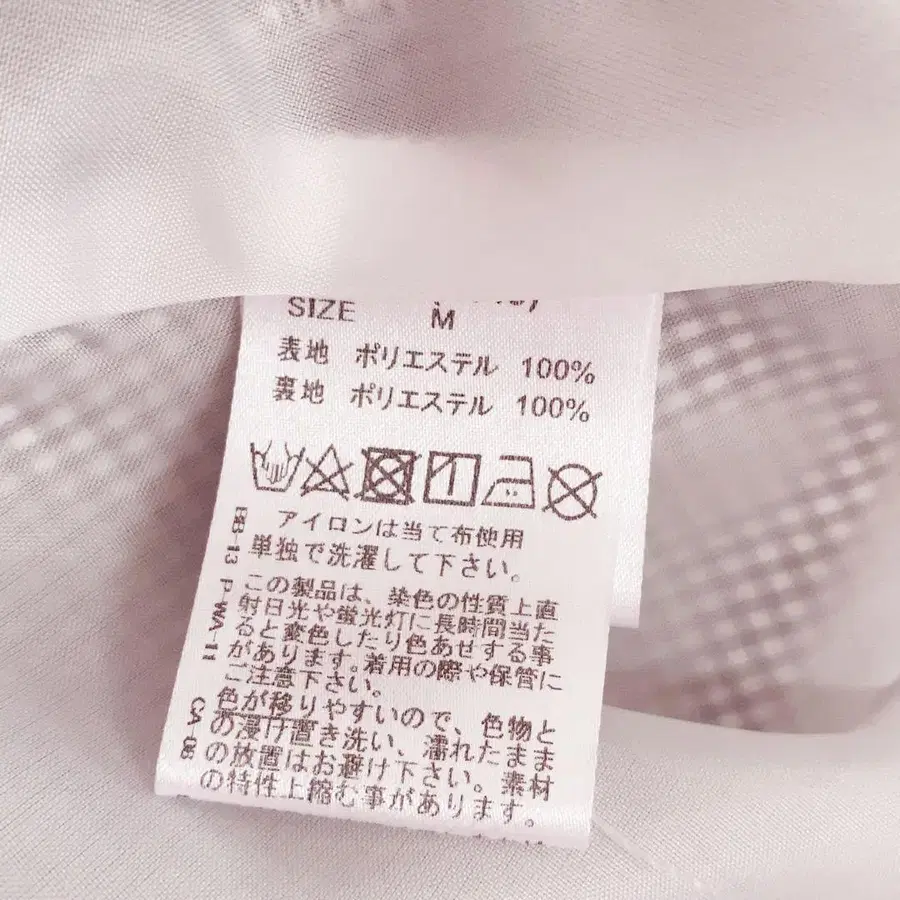 SIZE
M
表地 ポリエステル 100%
裏地 ポリエステル 100%
アイロンは当て布使用
単独で洗濯して下さい。
この製品は、染色の性質上直
射日光や蛍光灯に長時間当た
ると変色したり色あせする事
があります。着用の際や保管に
ご注意下さい。
色が移りやすいので、色物と
の浸け置き洗い、濡れたまま
の放置はお避け下さい。素材
の特性上縮む事があります。
BB-13 P-WA-11 CA-08